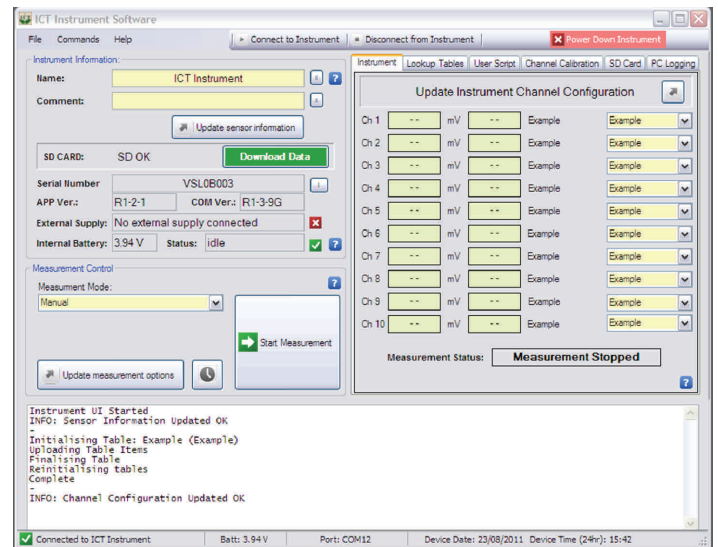 ICT Instrument Software
File Commands Help Connect to Instrument Disconnect from Instrument Power Down Instrument
Instrument Information:
Name: ICT Instrument
Comment:
Update sensor information
SD CARD: SD OK Download Data
Serial Number VSL0B003
APP Ver.: R1-2-1 COM Ver.: R1-3-9G
External Supply: No external supply connected
Internal Battery: 3.94 V Status: idle
Measurement Control
Measument Mode:
Manual
Start Measurement
Update measurement options
Instrument Lookup Tables User Script Channel Calibration SD Card PC Logging
Update Instrument Channel Configuration
Ch 1 -- mV -- Example Example
Ch 2 -- mV -- Example Example
Ch 3 -- mV -- Example Example
Ch 4 -- mV -- Example Example
Ch 5 -- mV -- Example Example
Ch 6 -- mV -- Example Example
Ch 7 -- mV -- Example Example
Ch 8 -- mV -- Example Example
Ch 9 -- mV -- Example Example
Ch 10 -- mV -- Example Example
Measurement Status: Measurement Stopped
Instrument UI Started
INFO: Sensor Information Updated OK
-
Initialising Table: Example (Example)
Uploading Table Items
Finalising Table
Reinitialising tables
Complete
-
INFO: Channel Configuration Updated OK
Connected to ICT Instrument Batt: 3.94 V Port: COM12 Device Date: 23/08/2011 Device Time (24hr): 15:42